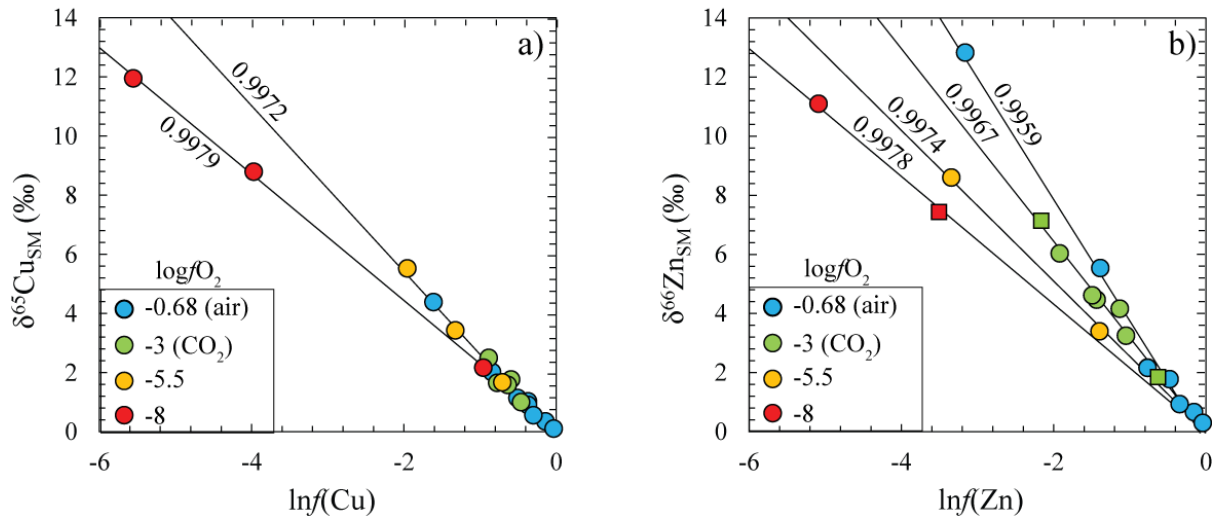 a)
14
12
10
8
6
4
2
0
δ⁶⁵Cu_SM (‰)
0.9972
0.9979
logfO₂
-0.68 (air)
-3 (CO₂)
-5.5
-8
-6 -4 -2 0
lnf(Cu)
b)
14
12
10
8
6
4
2
0
δ⁶⁶Zn_SM (‰)
0.9959
0.9967
0.9974
0.9978
logfO₂
-0.68 (air)
-3 (CO₂)
-5.5
-8
-6 -4 -2 0
lnf(Zn)